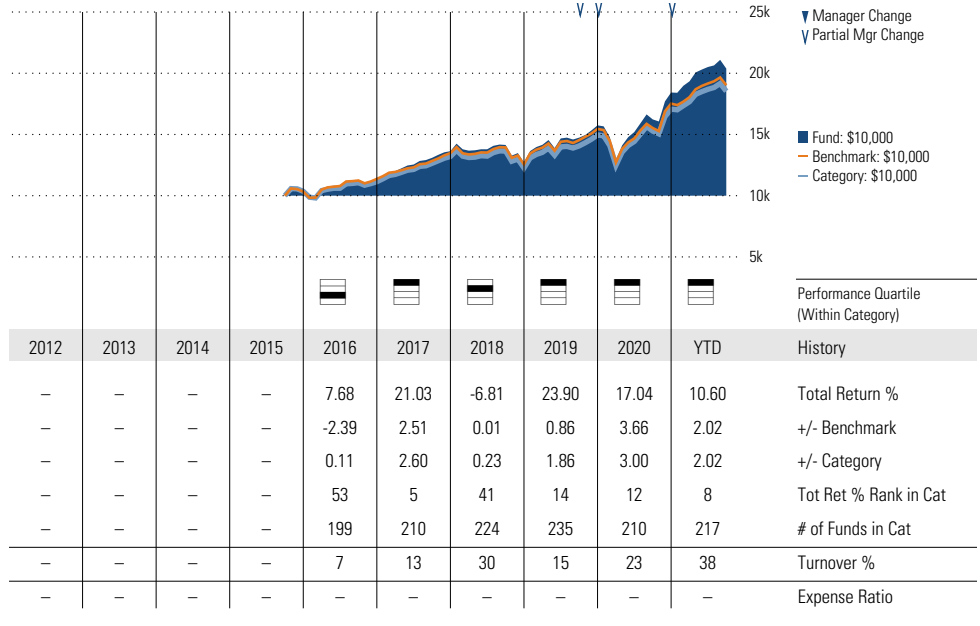 25k
20k
15k
10k
5k
Manager Change
Partial Mgr Change
Fund: $10,000
Benchmark: $10,000
Category: $10,000
Performance Quartile
(Within Category)
2012 2013 2014 2015 2016 2017 2018 2019 2020 YTD History
– – – – 7.68 21.03 -6.81 23.90 17.04 10.60 Total Return %
– – – – -2.39 2.51 0.01 0.86 3.66 2.02 +/- Benchmark
– – – – 0.11 2.60 0.23 1.86 3.00 2.02 +/- Category
– – – – 53 5 41 14 12 8 Tot Ret % Rank in Cat
– – – – 199 210 224 235 210 217 # of Funds in Cat
– – – – 7 13 30 15 23 38 Turnover %
– – – – – – – – – – Expense Ratio